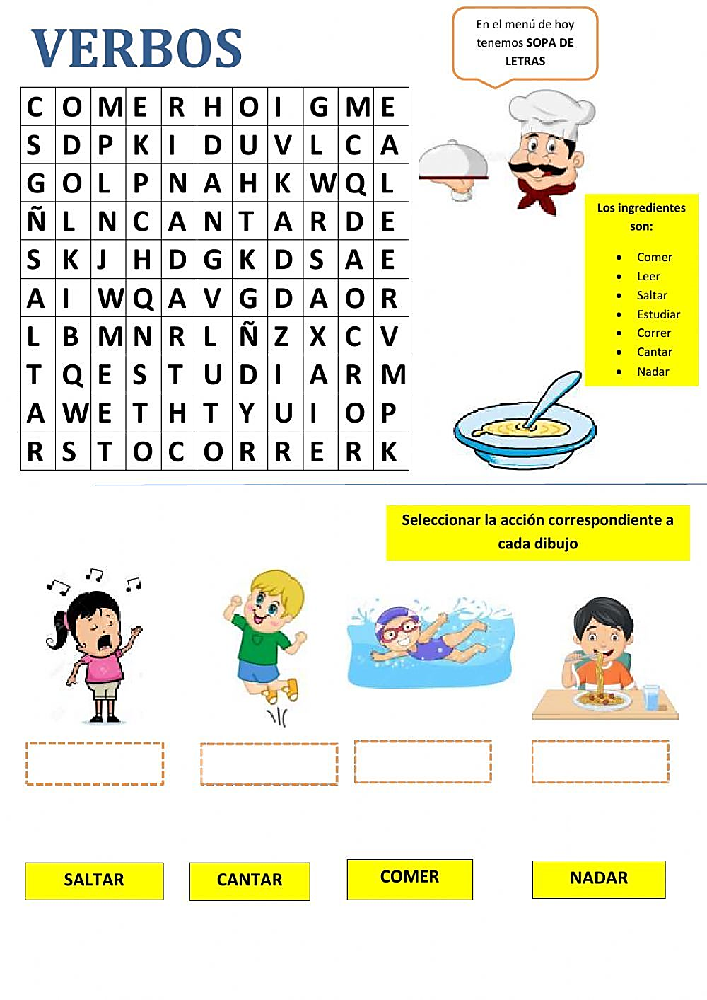 VERBOS
En el menú de hoy
tenemos SOPA DE
LETRAS
C O M E R H O I G M E
S D P K I D U V L C A
G O L P N A H K W Q L
Ñ L N C A N T A R D E
S K J H D G K D S A E
A I W Q A V G D A O R
L B M N R L Ñ Z X C V
T Q E S T U D I A R M
A W E T H T Y U I O P
R S T O C O R R E R K
Los ingredientes
son:
• Comer
• Leer
• Saltar
• Estudiar
• Correr
• Cantar
• Nadar
Seleccionar la acción correspondiente a
cada dibujo
SALTAR CANTAR COMER NADAR